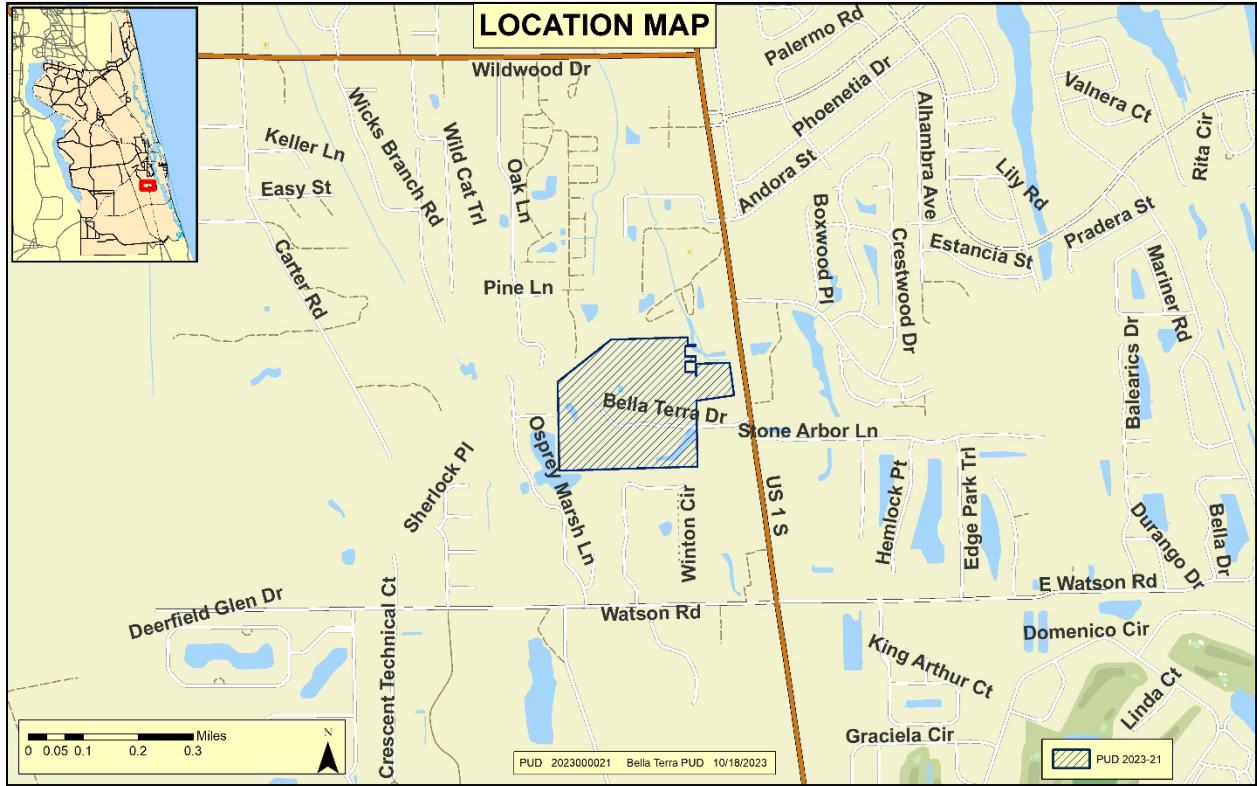 LOCATION MAP
Palermo Rd
Wildwood Dr
Phoenetia Dr
Valnera Ct
Alhambra Ave
Rita Cir
Wicks Branch Rd
Wild Cat Trl
Keller Ln
Oak Ln
Andora St
Lily Rd
Easy St
Boxwood Pl
Crestwood Dr
Pradera St
Estancia St
Carter Rd
Mariner Rd
Pine Ln
Balearics Dr
Bella Terra Dr
Stone Arbor Ln
Osprey Marsh Ln
Sherlock Pl
US 1 S
Hemlock Pt
Edge Park Trl
Winton Cir
Durango Dr
Bella Dr
E Watson Rd
Deerfield Glen Dr
Watson Rd
Crescent Technical Ct
Domenico Cir
King Arthur Ct
Linda Ct
Graciela Cir
Miles
0 0.05 0.1 0.2 0.3
N
PUD 2023000021 Bella Terra PUD 10/18/2023
PUD 2023-21